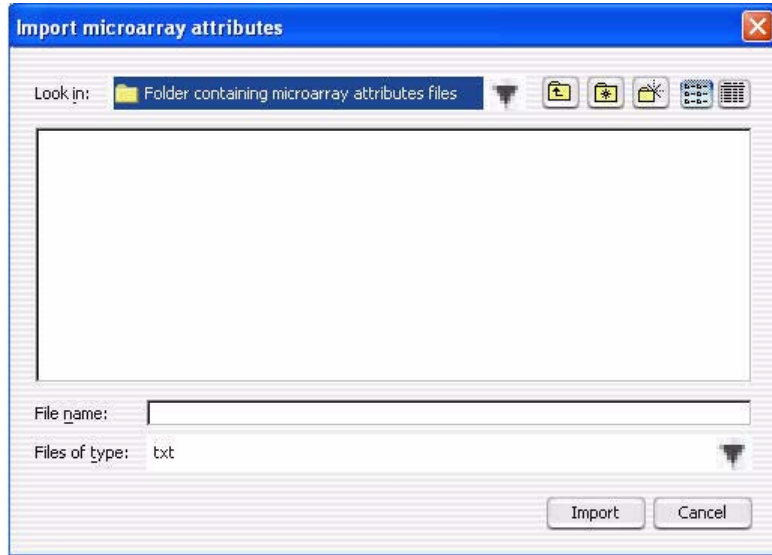 Import microarray attributes
Look in: Folder containing microarray attributes files
File name:
Files of type: txt
Import Cancel